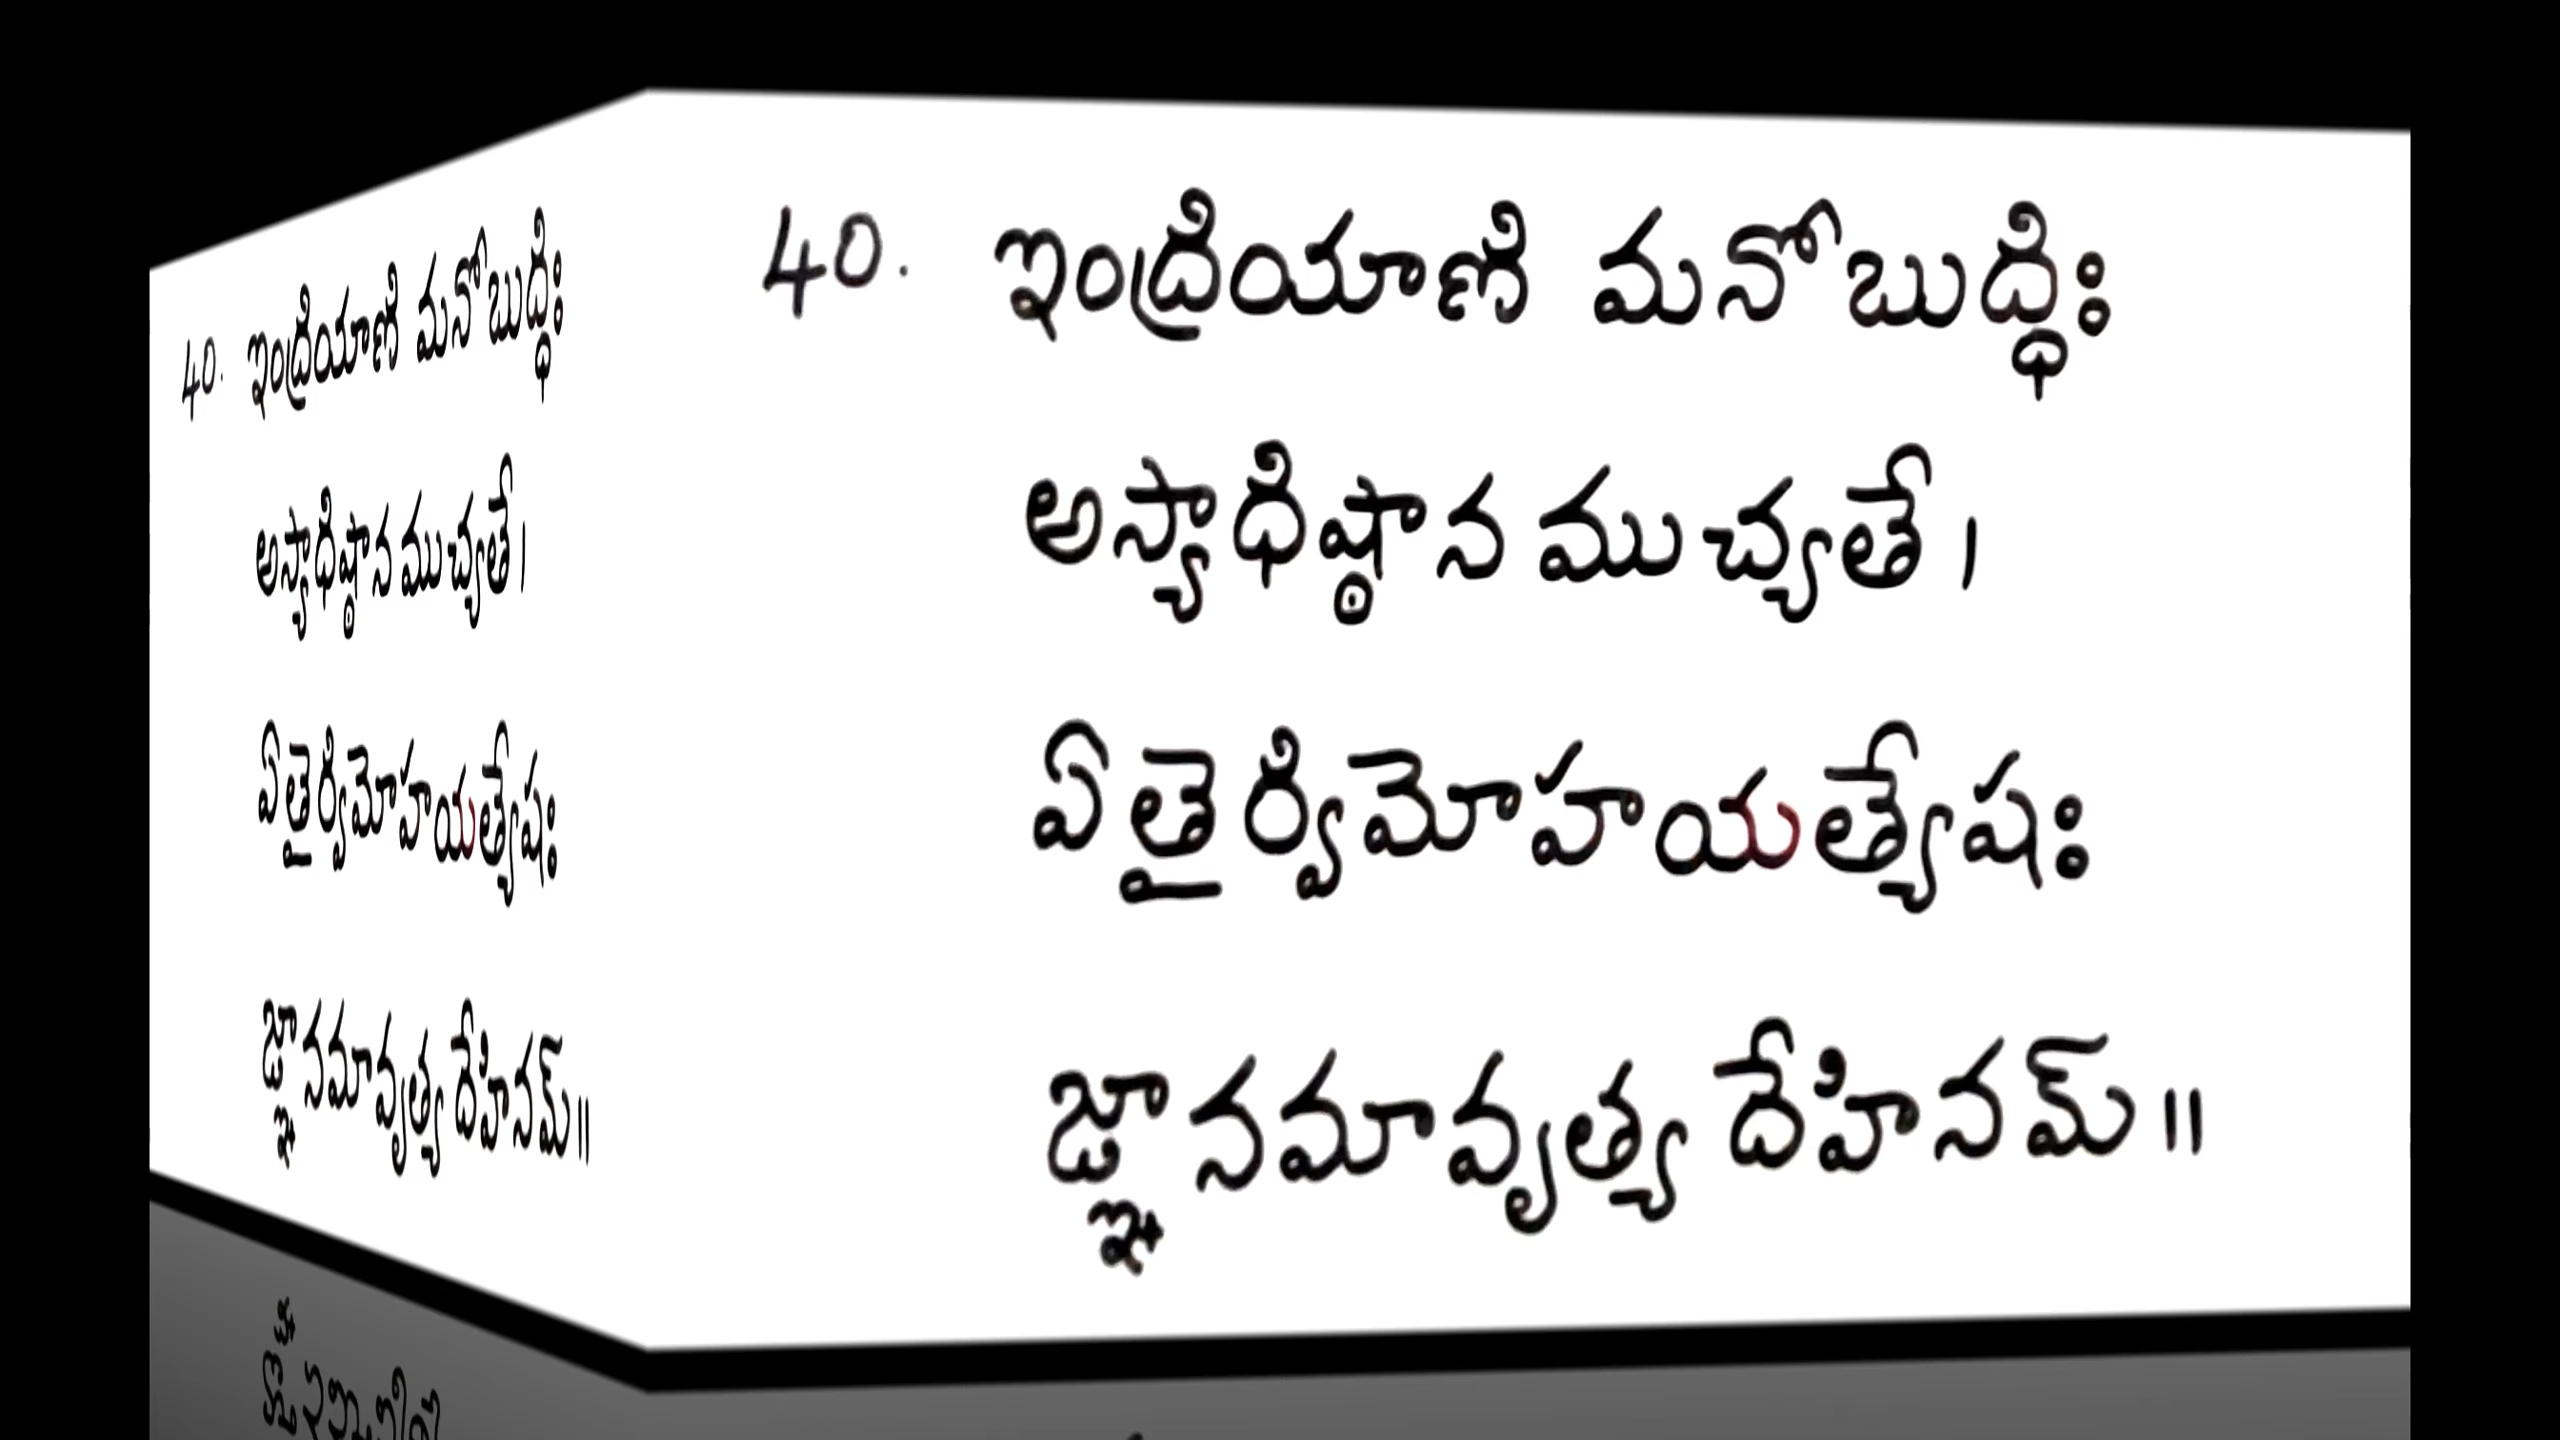 40. ఇంద్రియాణి మనోబుద్ధిః
అస్యాధిష్ఠాన ముచ్యతే।
ఏతైర్విమోహయత్యేషః
జ్ఞానమావృత్య దేహినమ్॥
40. ఇంద్రియాణి మనోబుద్ధిః
అస్యాధిష్ఠాన ముచ్యతే।
ఏతైర్విమోహయత్యేషః
జ్ఞానమావృత్య దేహినమ్॥